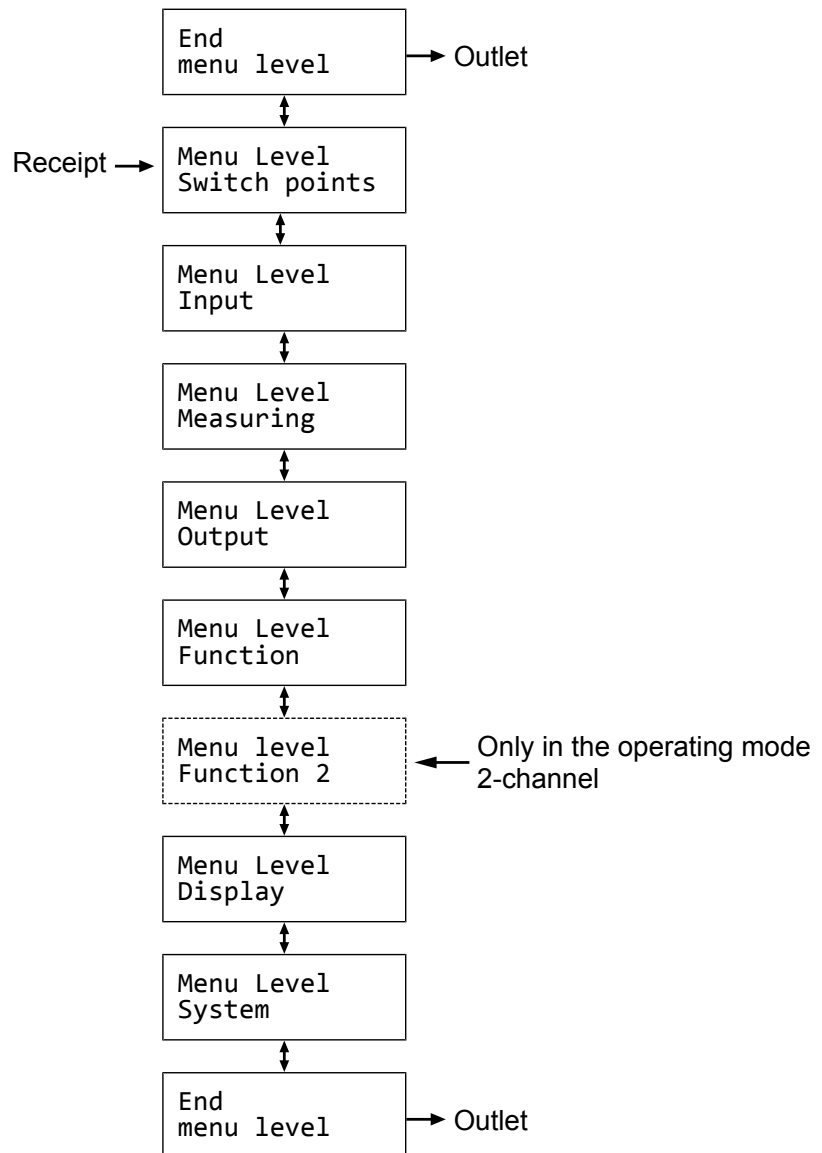 End
menu level
Outlet
Receipt
Menu Level
Switch points
Menu Level
Input
Menu Level
Measuring
Menu Level
Output
Menu Level
Function
Menu level
Function 2
Only in the operating mode
2-channel
Menu Level
Display
Menu Level
System
End
menu level
Outlet